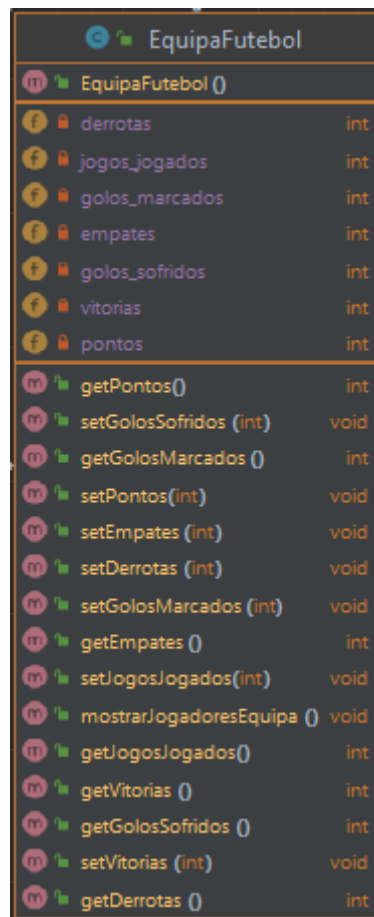 EquipaFutebol
EquipaFutebol ()
derrotas int
jogos_jogados int
golos_marcados int
empates int
golos_sofridos int
vitorias int
pontos int
getPontos() int
setGolosSofridos (int) void
getGolosMarcados () int
setPontos(int) void
setEmpates (int) void
setDerrotas (int) void
setGolosMarcados (int) void
getEmpates () int
setJogosJogados(int) void
mostrarJogadoresEquipa () void
getJogosJogados() int
getVitorias () int
getGolosSofridos () int
setVitorias (int) void
getDerrotas () int